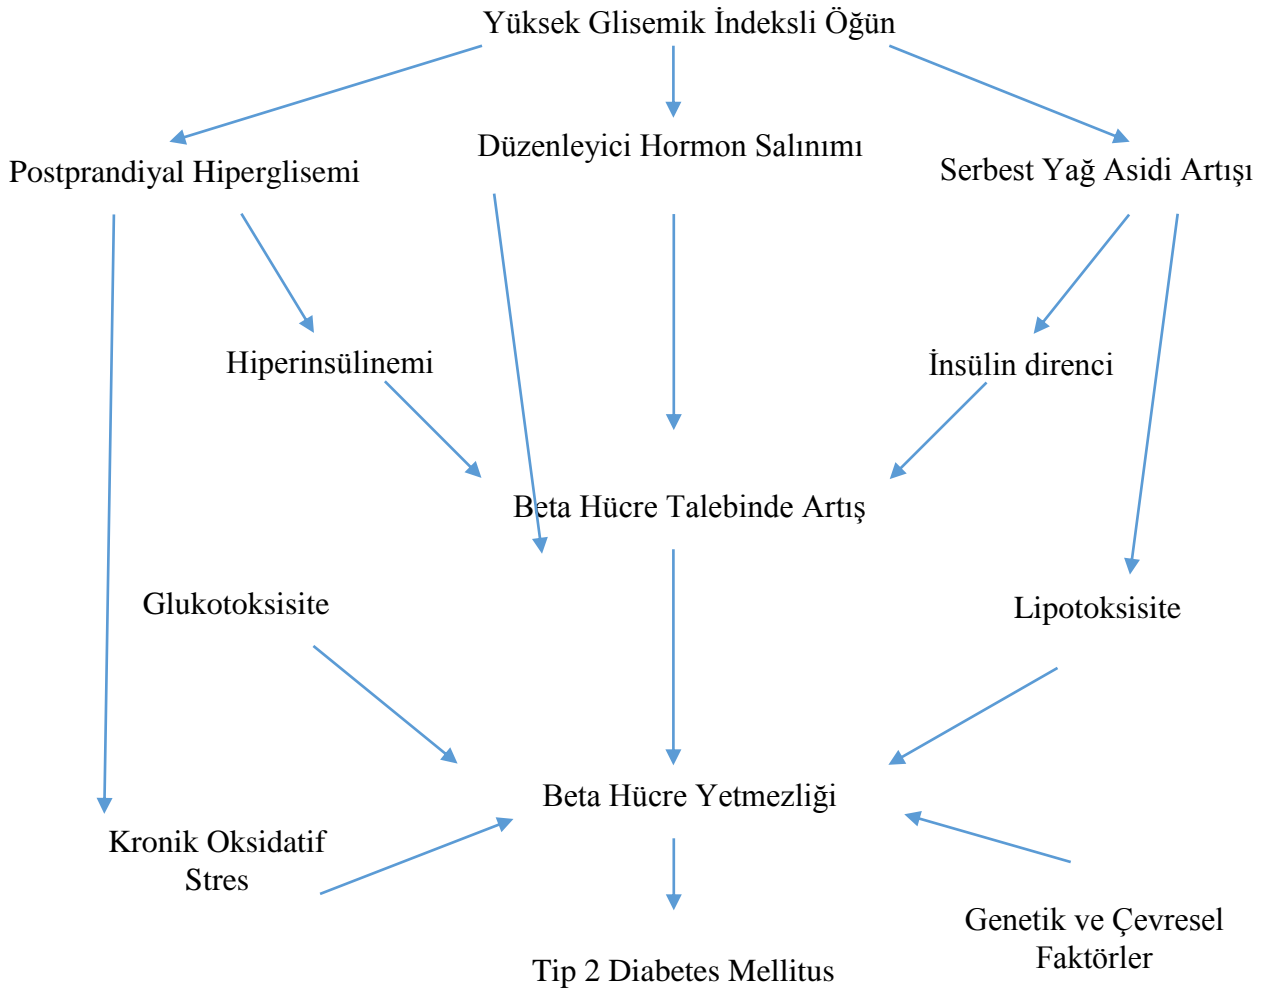 Yüksek Glisemik İndeksli Öğün
Postprandiyal Hiperglisemi
Düzenleyici Hormon Salınımı
Serbest Yağ Asidi Artışı
Hiperinsülinemi
İnsülin direnci
Beta Hücre Talebinde Artış
Glukotoksisite
Lipotoksisite
Beta Hücre Yetmezliği
Kronik Oksidatif
Stres
Genetik ve Çevresel
Faktörler
Tip 2 Diabetes Mellitus